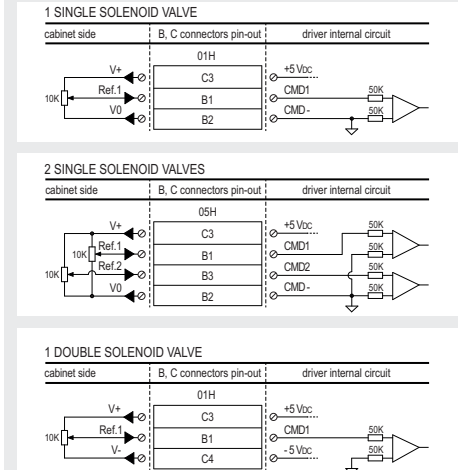 1 SINGLE SOLENOID VALVE
cabinet side B, C connectors pin-out driver internal circuit
01H
V+ C3 +5 VDC
10K Ref.1 B1 CMD1 50K
V0 B2 CMD- 50K
2 SINGLE SOLENOID VALVES
cabinet side B, C connectors pin-out driver internal circuit
05H
V+ C3 +5 VDC 50K
10K Ref.1 B1 CMD1 50K
10K Ref.2 B3 CMD2 50K
V0 B2 CMD- 50K
1 DOUBLE SOLENOID VALVE
cabinet side B, C connectors pin-out driver internal circuit
01H
V+ C3 +5 VDC
10K Ref.1 B1 CMD1 50K
V- C4 - 5 VDC 50K